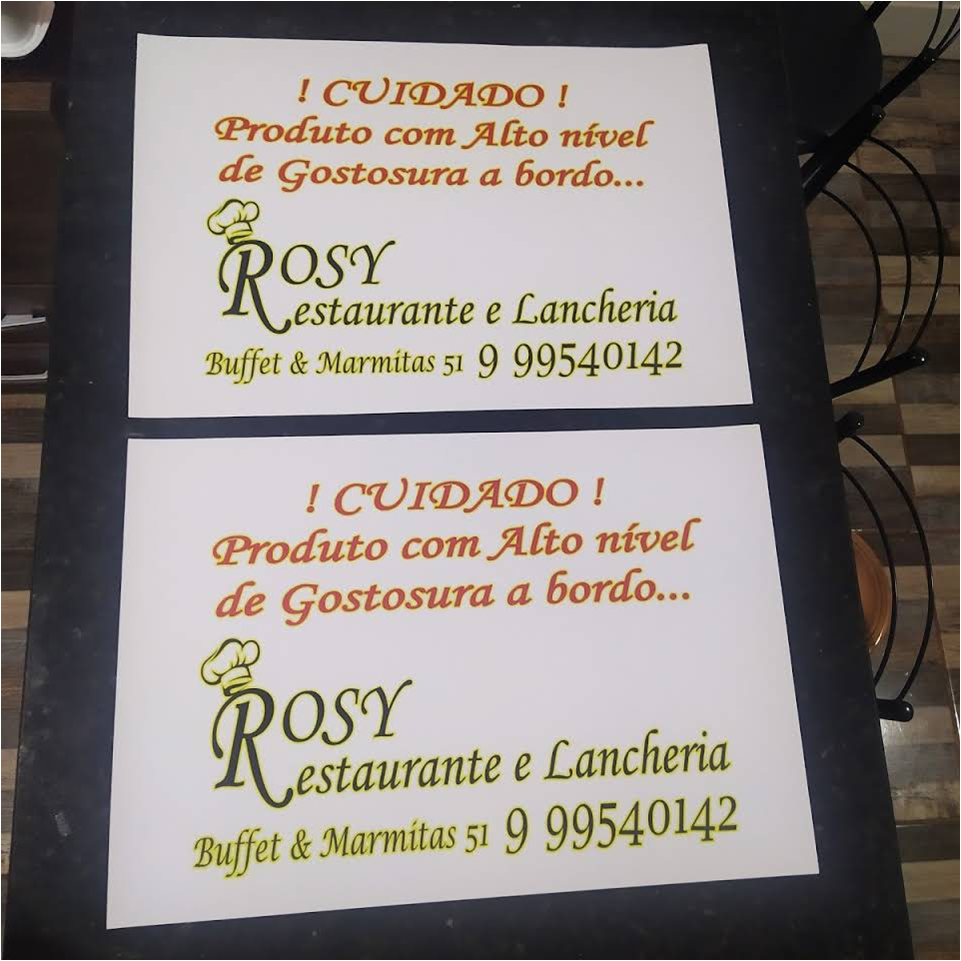 ! CUIDADO !
Produto com Alto nível
de Gostosura a bordo...
ROSY
Restaurante e Lancheria
Buffet & Marmitas 51 9 99540142
! CUIDADO !
Produto com Alto nível
de Gostosura a bordo...
ROSY
Restaurante e Lancheria
Buffet & Marmitas 51 9 99540142